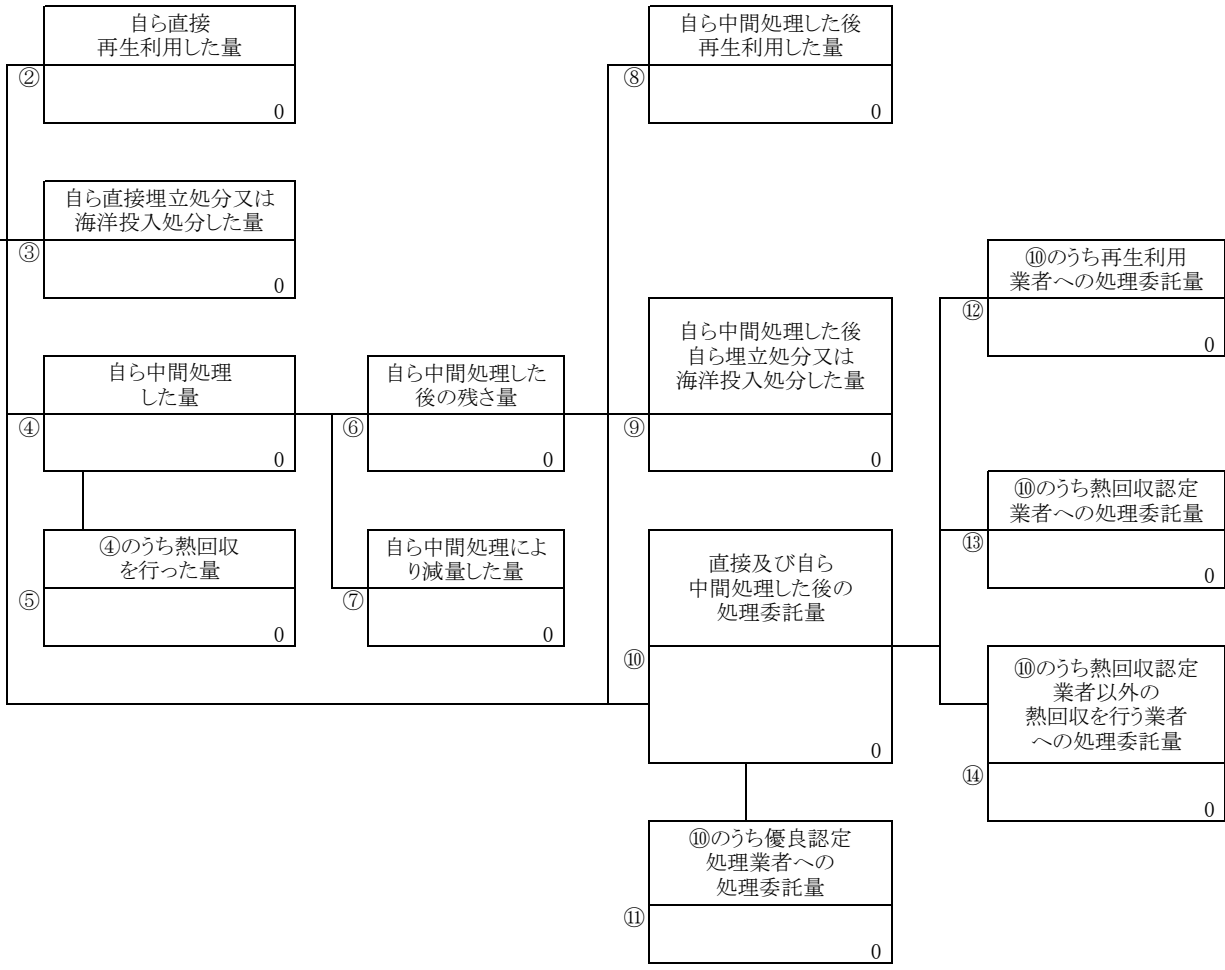 自ら直接
再生利用した量
②
0
自ら中間処理した後
再生利用した量
⑧
0
自ら直接埋立処分又は
海洋投入処分した量
③
0
⑩のうち再生利用
業者への処理委託量
⑫
0
自ら中間処理
した量
④
0
自ら中間処理した
後の残さ量
⑥
0
自ら中間処理した後
自ら埋立処分又は
海洋投入処分した量
⑨
0
⑩のうち熱回収認定
業者への処理委託量
⑬
0
④のうち熱回収
を行った量
⑤
0
自ら中間処理によ
り減量した量
⑦
0
直接及び自ら
中間処理した後の
処理委託量
⑩
0
⑩のうち熱回収認定
業者以外の
熱回収を行う業者
への処理委託量
⑭
0
⑩のうち優良認定
処理業者への
処理委託量
⑪
0